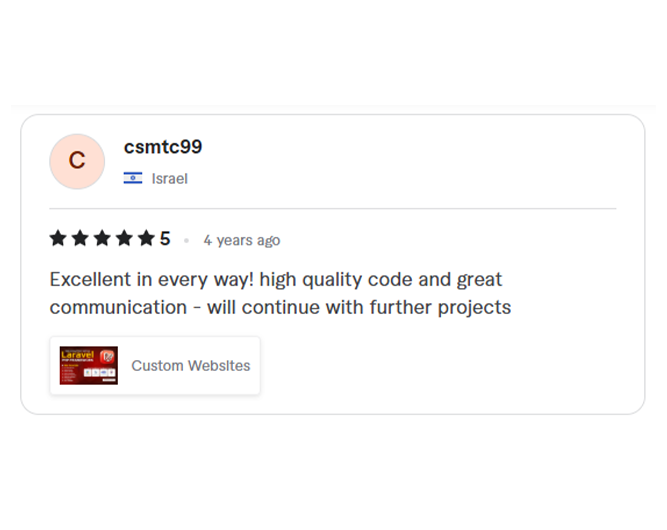 C
csmtc99
Israel
5
4 years ago
Excellent in every way! high quality code and great
communication - will continue with further projects
Laravel
Custom Websites